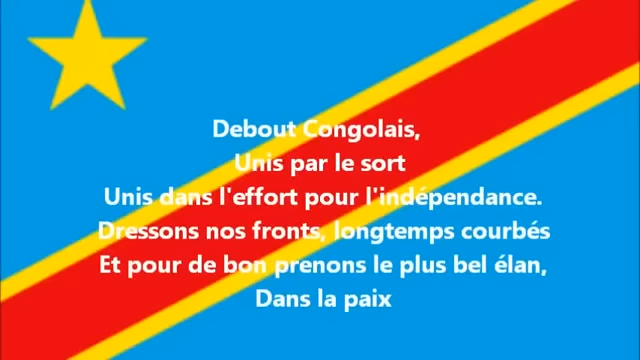 Debout Congolais,
Unis par le sort
Unis dans l'effort pour l'indépendance.
Dressons nos fronts, longtemps courbés
Et pour de bon prenons le plus bel élan,
Dans la paix